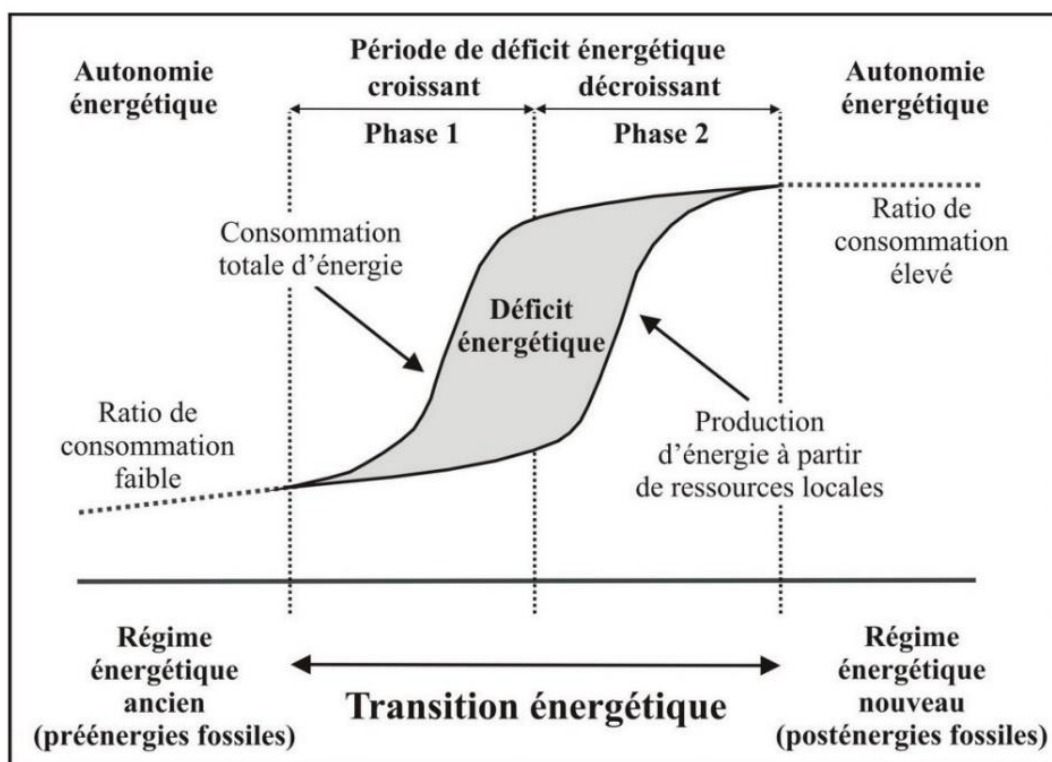 Autonomie
énergétique
Période de déficit énergétique
croissant
décroissant
Autonomie
énergétique
Phase 1
Phase 2
Consommation
totale d'énergie
Ratio de
consommation
élevé
Déficit
énergétique
Ratio de
consommation
faible
Production
d'énergie à partir
de ressources locales
Régime
énergétique
ancien
(préénergies fossiles)
Transition énergétique
Régime
énergétique
nouveau
(posténergies fossiles)